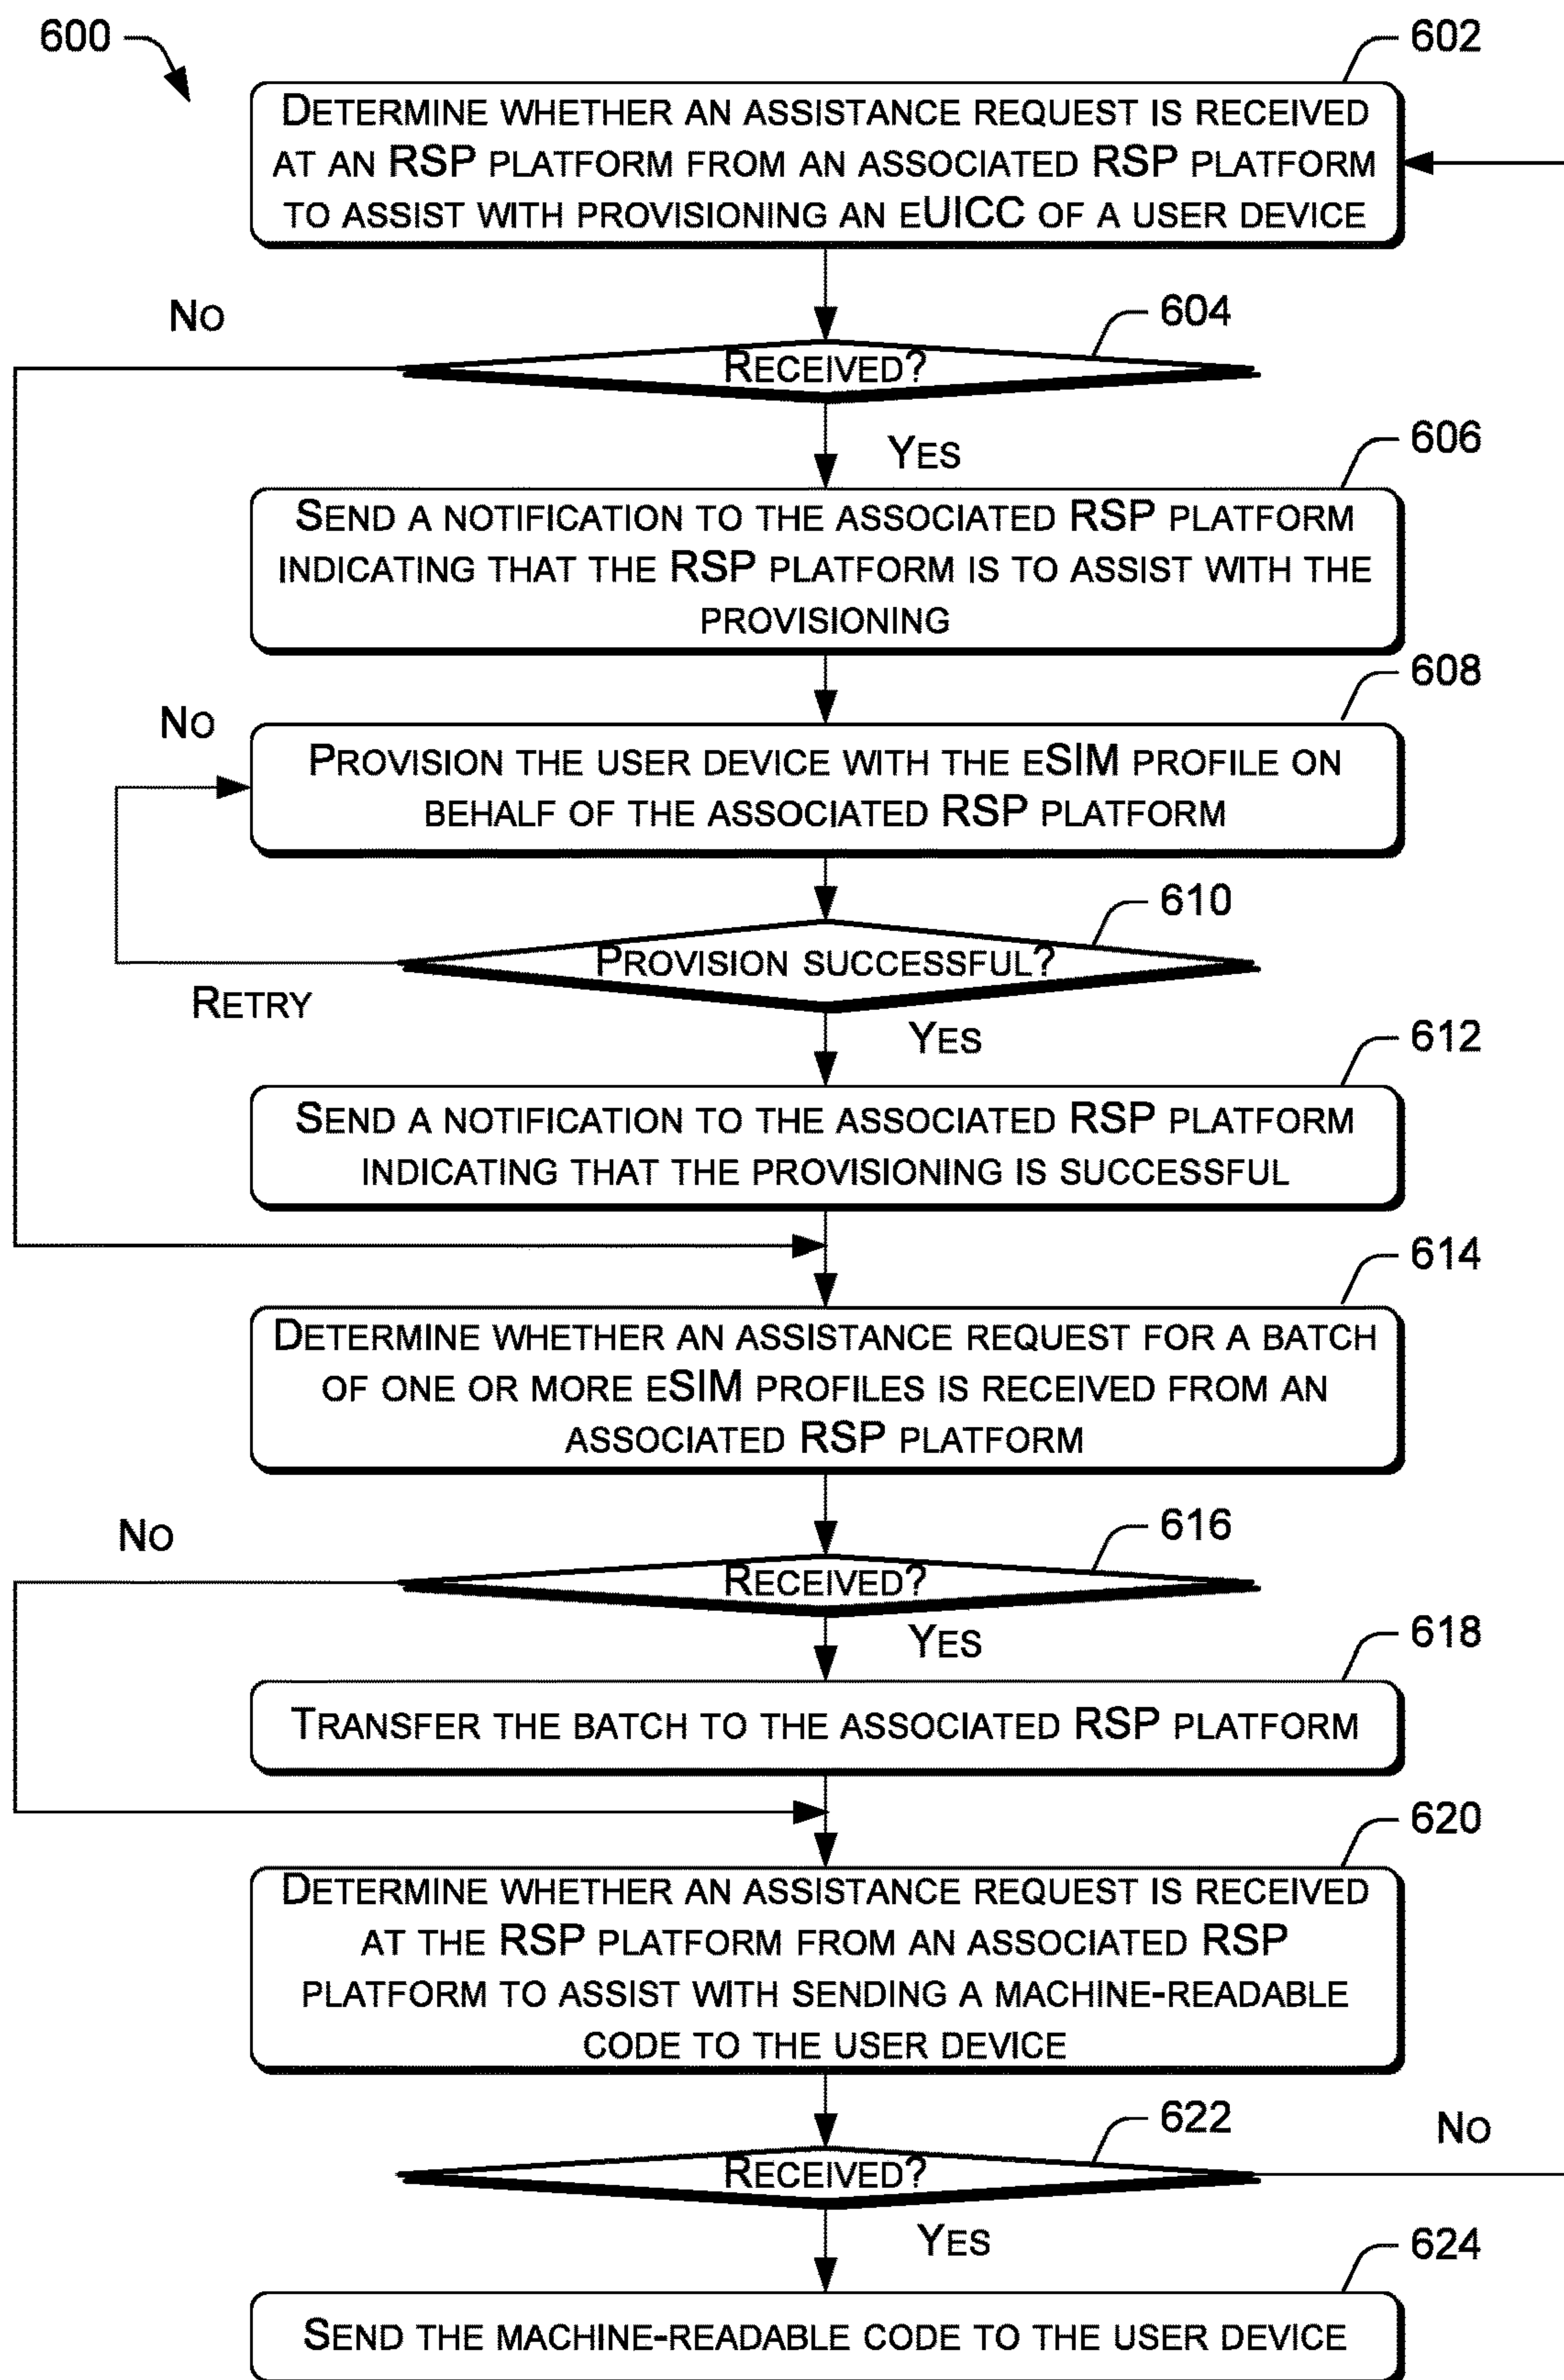 600
602
DETERMINE WHETHER AN ASSISTANCE REQUEST IS RECEIVED
AT AN RSP PLATFORM FROM AN ASSOCIATED RSP PLATFORM
TO ASSIST WITH PROVISIONING AN EUICC OF A USER DEVICE
NO
604
RECEIVED?
YES
606
SEND A NOTIFICATION TO THE ASSOCIATED RSP PLATFORM
INDICATING THAT THE RSP PLATFORM IS TO ASSIST WITH THE
PROVISIONING
608
NO
PROVISION THE USER DEVICE WITH THE ESIM PROFILE ON
BEHALF OF THE ASSOCIATED RSP PLATFORM
610
PROVISION SUCCESSFUL?
RETRY
YES
612
SEND A NOTIFICATION TO THE ASSOCIATED RSP PLATFORM
INDICATING THAT THE PROVISIONING IS SUCCESSFUL
614
DETERMINE WHETHER AN ASSISTANCE REQUEST FOR A BATCH
OF ONE OR MORE ESIM PROFILES IS RECEIVED FROM AN
ASSOCIATED RSP PLATFORM
NO
616
RECEIVED?
YES
618
TRANSFER THE BATCH TO THE ASSOCIATED RSP PLATFORM
620
DETERMINE WHETHER AN ASSISTANCE REQUEST IS RECEIVED
AT THE RSP PLATFORM FROM AN ASSOCIATED RSP
PLATFORM TO ASSIST WITH SENDING A MACHINE-READABLE
CODE TO THE USER DEVICE
622
NO
RECEIVED?
YES
624
SEND THE MACHINE-READABLE CODE TO THE USER DEVICE